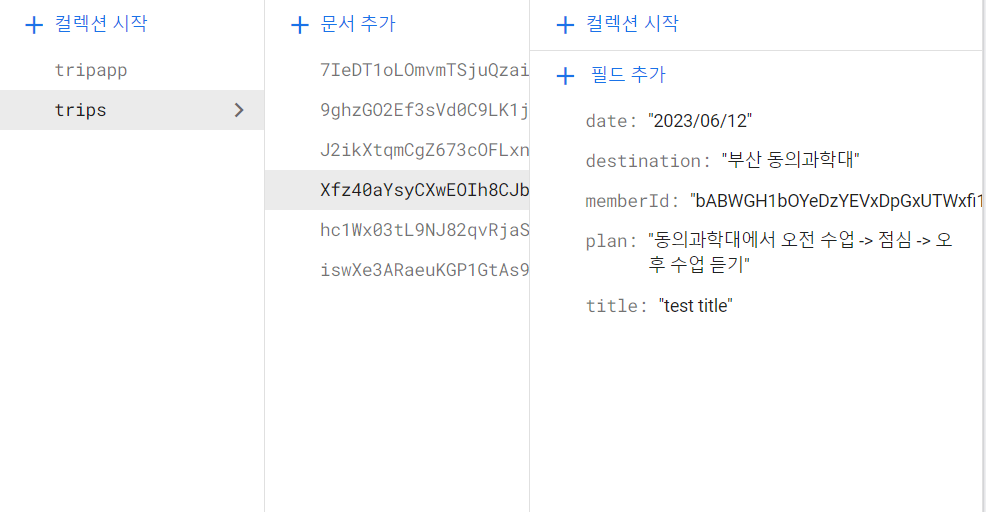 컬렉션 시작
tripapp
trips
문서 추가
7IeDT1oLOmvmTSjuQzai
9ghzGO2Ef3sVd0C9LK1j
J2ikXtqmCgZ673cOFLxn
Xfz40aYsyCXwEOIh8CJb
hc1Wx03tL9NJ82qvRjaS
iswXe3ARaeuKGP1GtAs9
컬렉션 시작
필드 추가
date: "2023/06/12"
destination: "부산 동의과학대"
memberId: "bABWGH1bOYeDzYEVxDpGxUTWxfi1
plan: "동의과학대에서 오전 수업 -> 점심 -> 오
후 수업 듣기"
title: "test title"